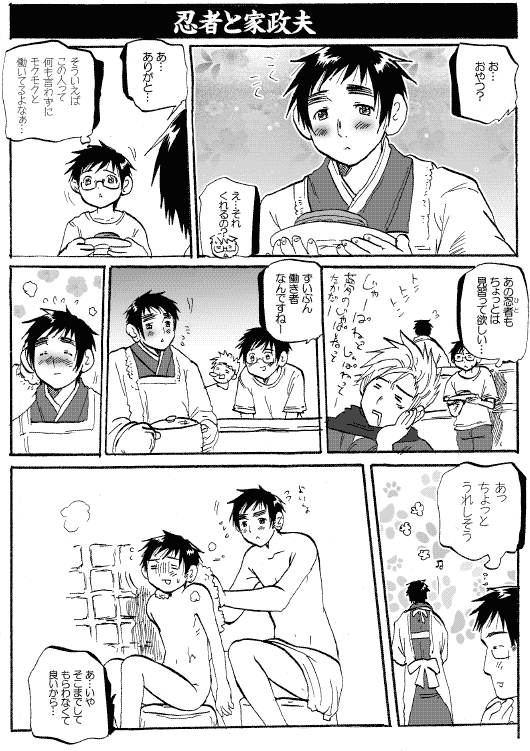 忍者と家政夫
お…
おやつ?
え…それ
くれるの?
あ…
ありがと…
そういえば
この人って
何も言わずに
モクモクと
働いてるよなぁ…
あの忍者も
ちょっとは
見習って欲しい…
トン
トン
ずいぶん
働き者
なんですね!
あっ
ちょっと
うれしそう
あ…いや
そこまでして
もらわなくて
良いから…